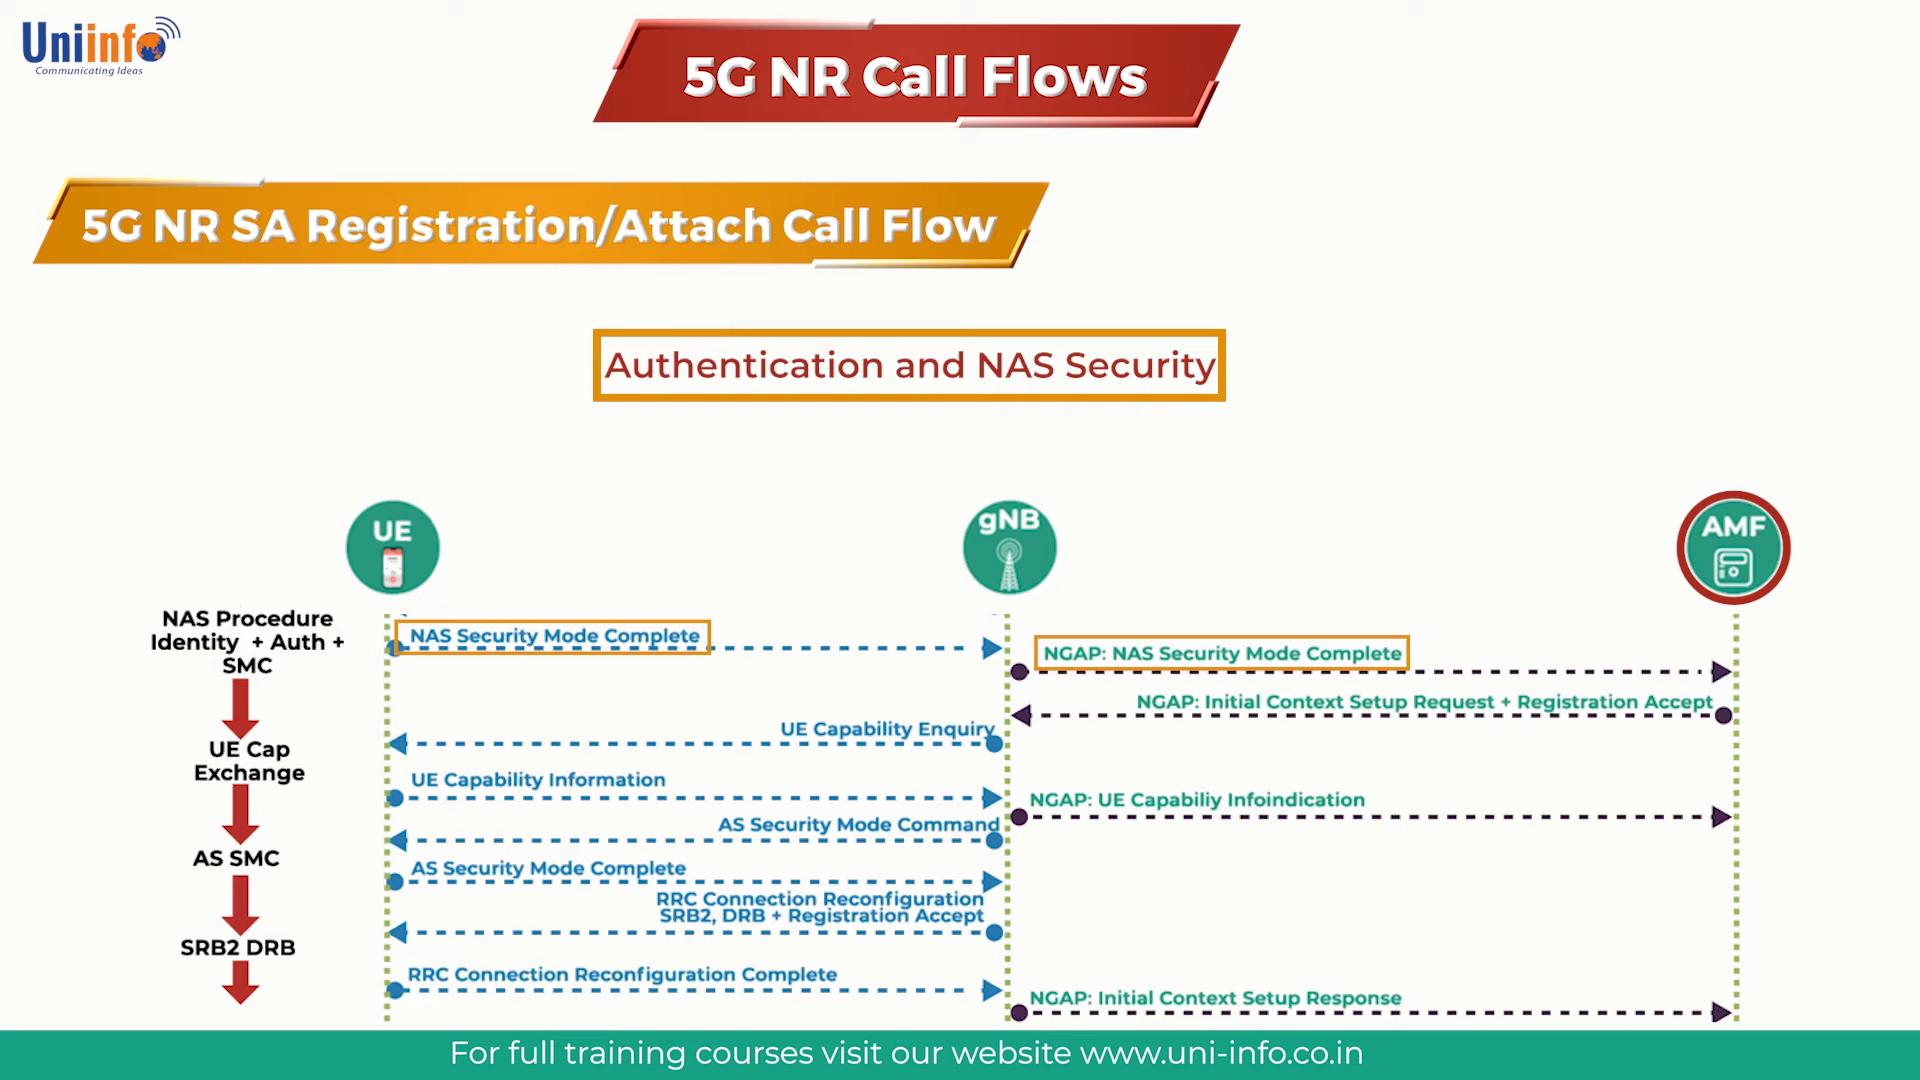 Uniinfo
Communicating Ideas
5G NR Call Flows
5G NR SA Registration/Attach Call Flow
Authentication and NAS Security
UE
gNB
AMF
NAS Procedure
Identity + Auth +
SMC
NAS Security Mode Complete
NGAP: NAS Security Mode Complete
NGAP: Initial Context Setup Request + Registration Accept
UE Capability Enquiry
UE Cap
Exchange
UE Capability Information
NGAP: UE Capabiliy Infoindication
AS Security Mode Command
AS SMC
AS Security Mode Complete
RRC Connection Reconfiguration
SRB2, DRB + Registration Accept
SRB2 DRB
RRC Connection Reconfiguration Complete
NGAP: Initial Context Setup Response
For full training courses visit our website www.uni-info.co.in